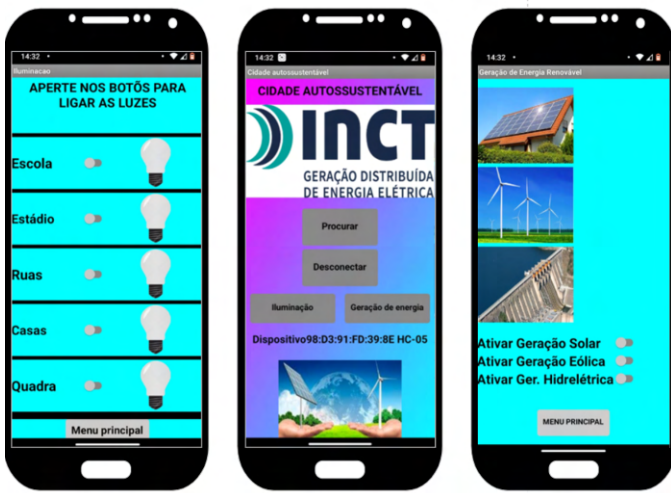 14:32
Iluminacao
APERTE NOS BOTÕS PARA
LIGAR AS LUZES
Escola
Estádio
Ruas
Casas
Quadra
Menu principal
14:32
Cidade autossustentável
CIDADE AUTOSSUSTENTÁVEL
INCT
GERAÇÃO DISTRIBUÍDA
DE ENERGIA ELÉTRICA
Procurar
Desconectar
Iluminação Geração de energia
Dispositivo98:D3:91:FD:39:8E HC-05
14:32
Geração de Energia Renovável
Ativar Geração Solar
Ativar Geração Eólica
Ativar Ger. Hidrelétrica
MENU PRINCIPAL